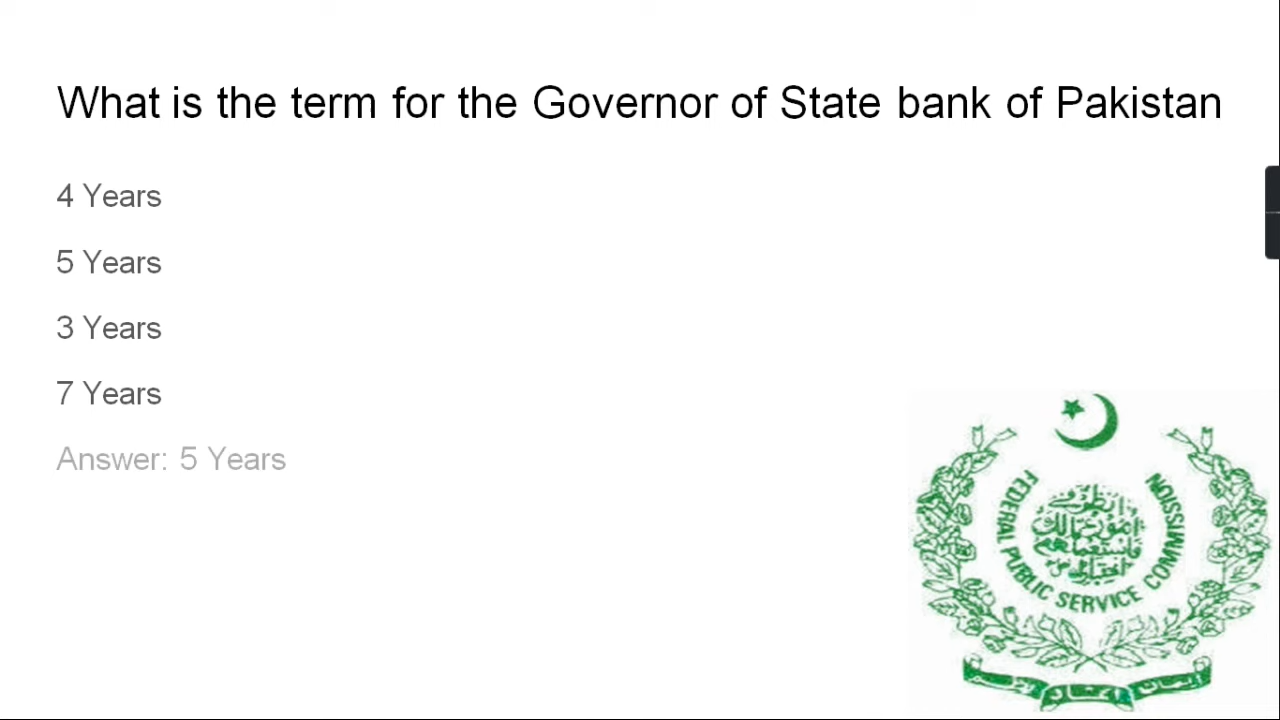 What is the term for the Governor of State bank of Pakistan
4 Years
5 Years
3 Years
7 Years
Answer: 5 Years
FEDERAL PUBLIC SERVICE COMMISSION